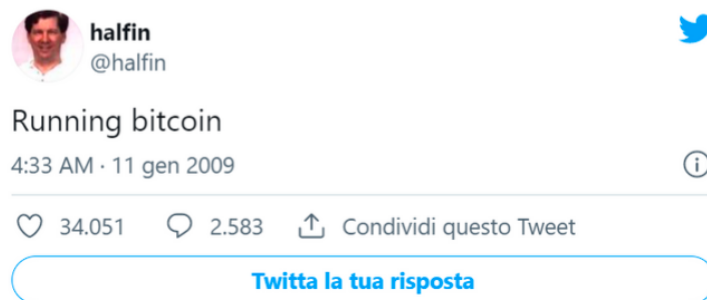 halfin
@halfin
Running bitcoin
4:33 AM · 11 gen 2009
34.051 2.583 Condividi questo Tweet
Twitta la tua risposta